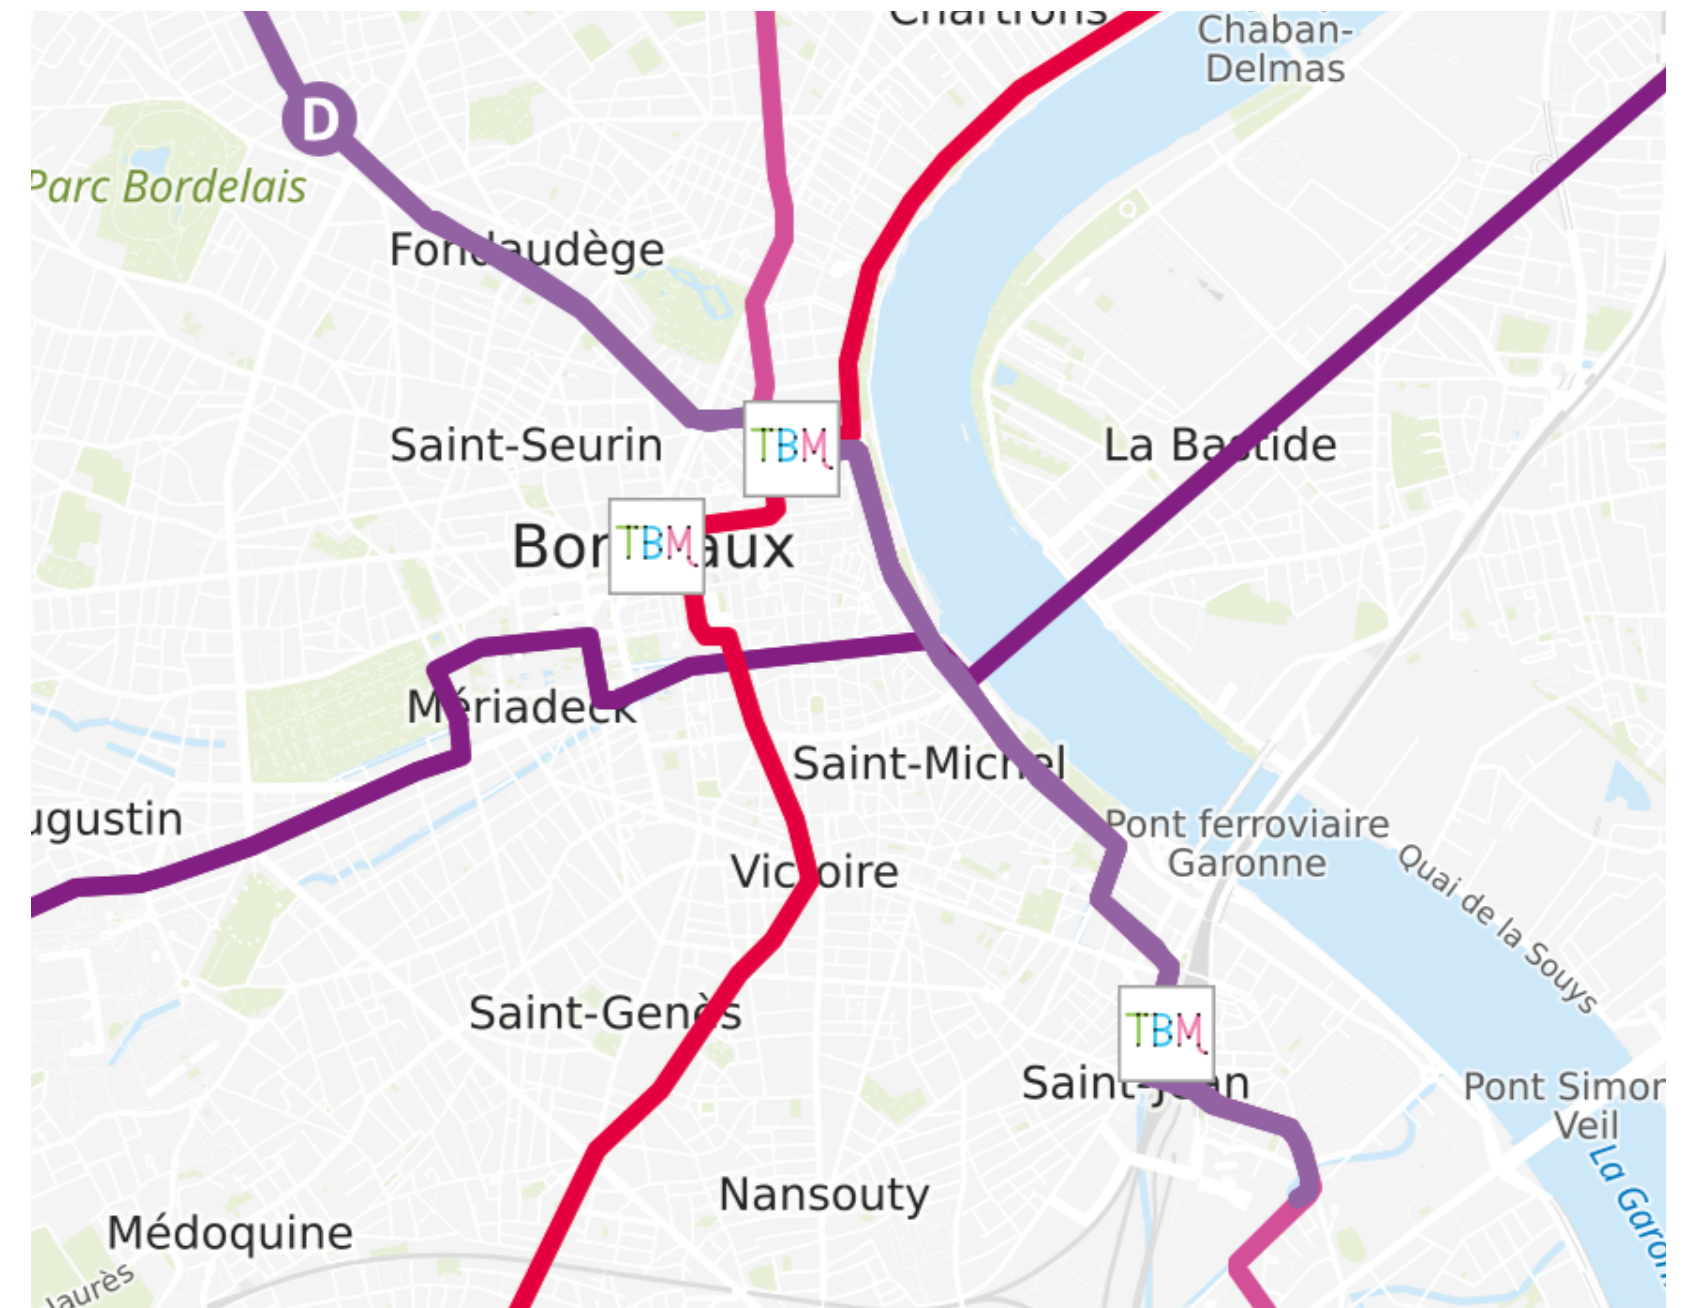 Chartrons
Chaban-
Delmas
D
Parc Bordelais
Fondaudège
Saint-Seurin
TBM
La Bastide
Bordeaux
TBM
Mériadeck
Saint-Michel
ugustin
Pont ferroviaire
Garonne
Victoire
Quai de la Souys
Saint-Genès
TBM
Saint-Jean
Pont Simon
Veil
La Garon
Nansouty
Médoquine
Jaurès